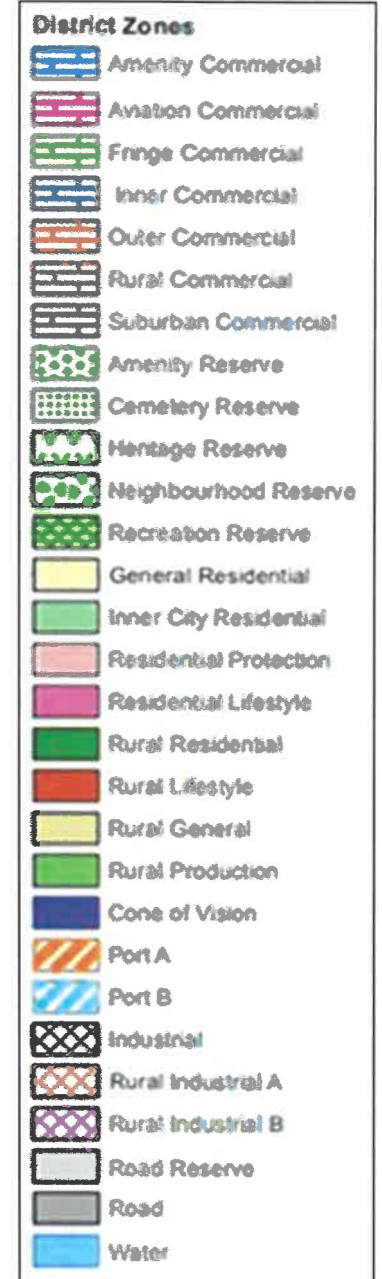 District Zones
Amenity Commercial
Aviation Commercial
Fringe Commercial
Inner Commercial
Outer Commercial
Rural Commercial
Suburban Commercial
Amenity Reserve
Cemetery Reserve
Heritage Reserve
Neighbourhood Reserve
Recreation Reserve
General Residential
Inner City Residential
Residential Protection
Residential Lifestyle
Rural Residential
Rural Lifestyle
Rural General
Rural Production
Cone of Vision
Port A
Port B
Industrial
Rural Industrial A
Rural Industrial B
Road Reserve
Road
Water